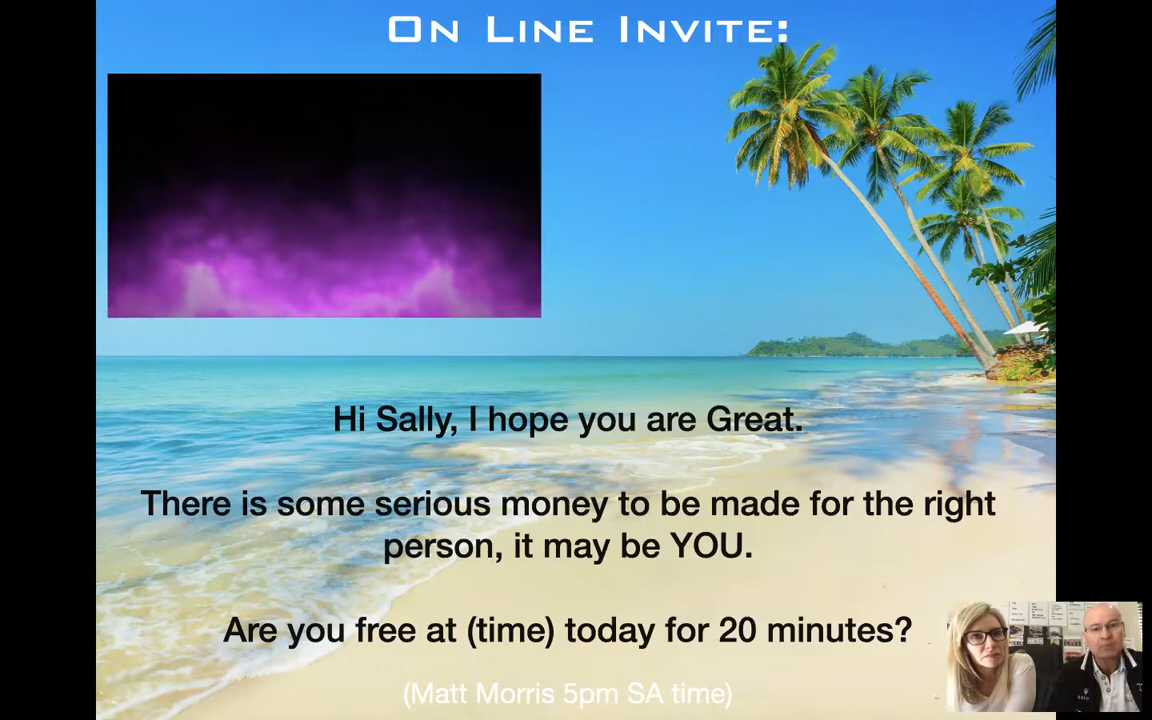 On Line Invite:
Hi Sally, I hope you are Great.
There is some serious money to be made for the right
person, it may be YOU.
Are you free at (time) today for 20 minutes?
(Matt Morris 5pm SA time)